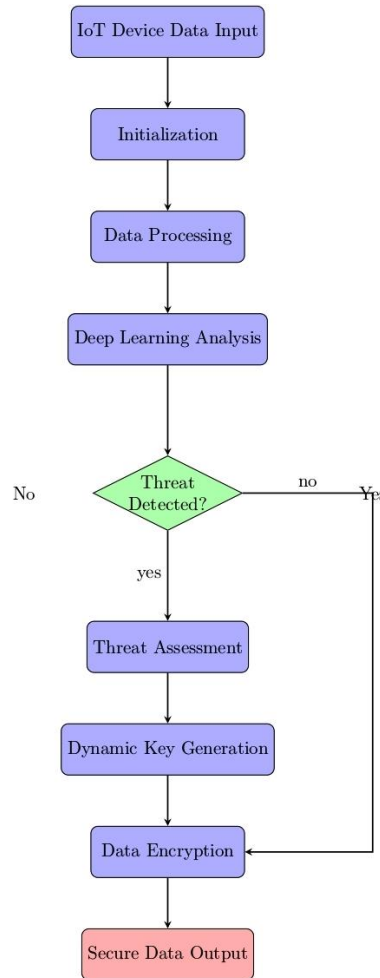 IoT Device Data Input
Initialization
Data Processing
Deep Learning Analysis
Threat
Detected?
No
no
Yes
yes
Threat Assessment
Dynamic Key Generation
Data Encryption
Secure Data Output